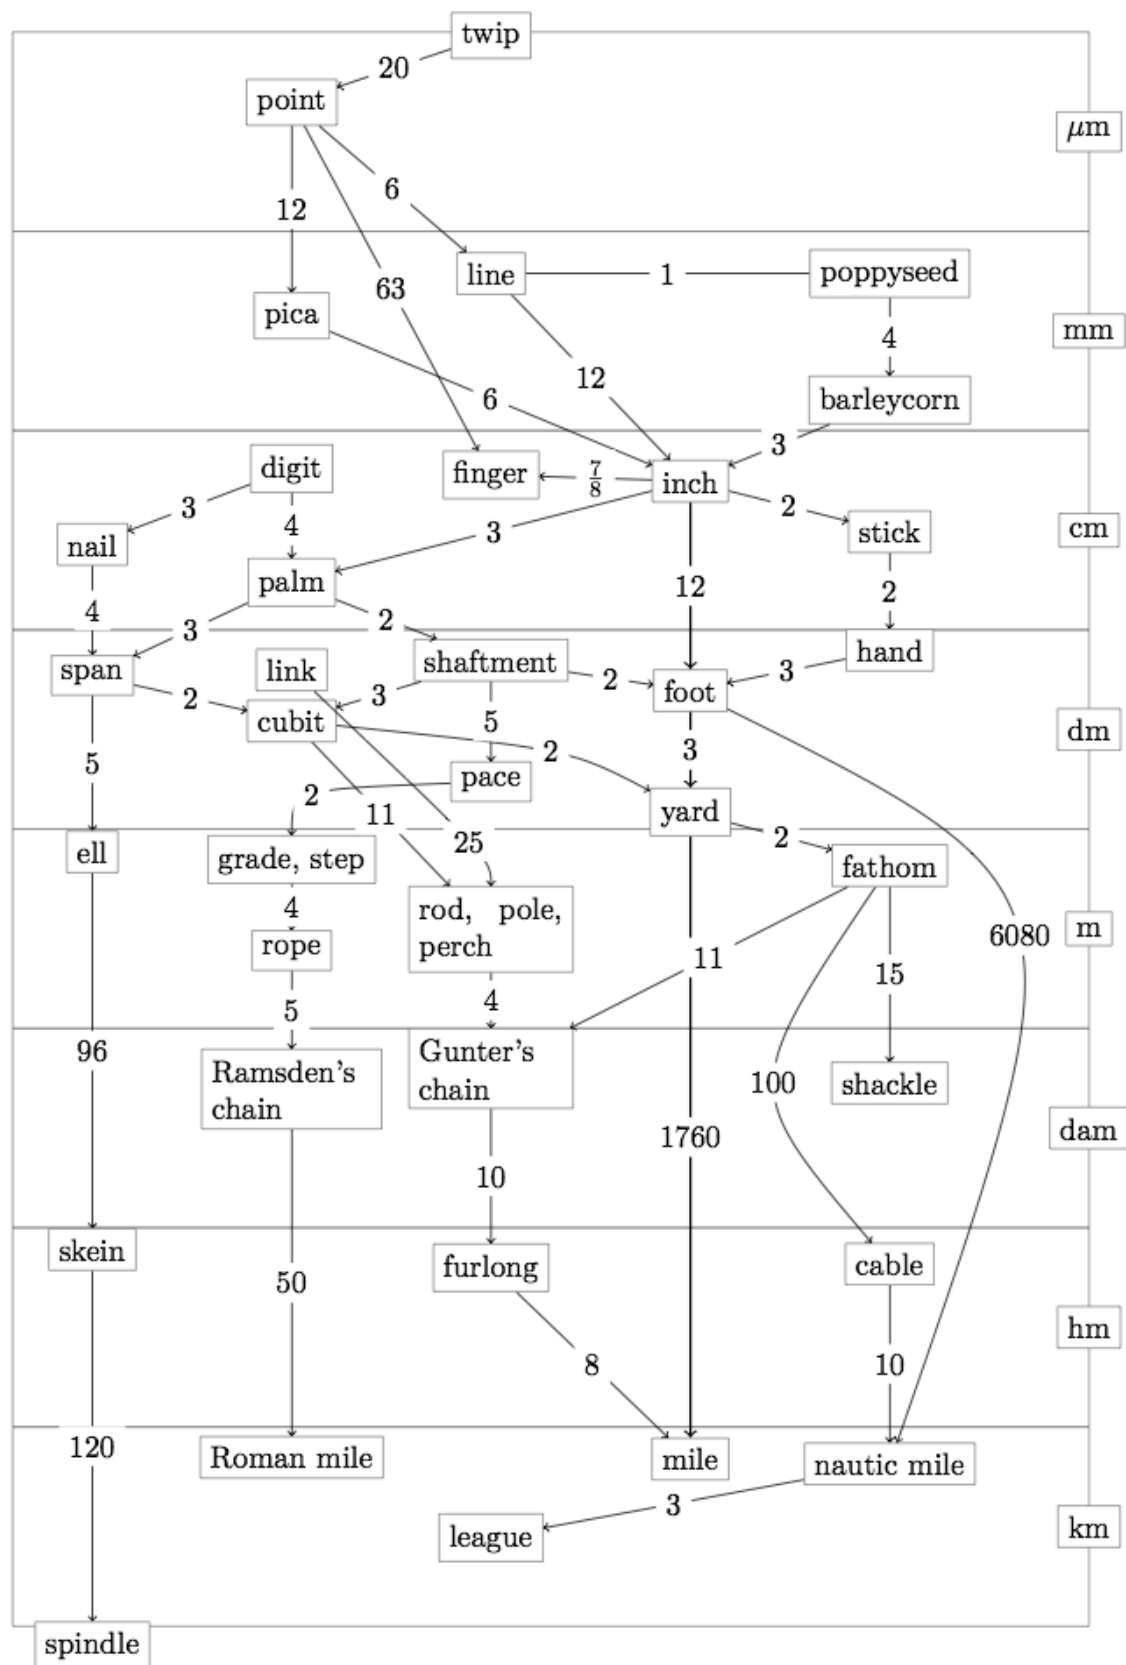 twip
20
point
μm
6
12
line
1
poppyseed
63
pica
mm
4
12
6
barleycorn
3
digit
finger
7/8
inch
3
2
4
3
stick
cm
nail
palm
12
2
4
2
3
hand
span
link
shaftment
2
3
foot
2
3
cubit
5
dm
2
3
5
pace
2
11
yard
25
2
ell
grade, step
fathom
4
rod, pole,
perch
m
6080
rope
11
15
4
5
96
Gunter's
chain
Ramsden's
chain
100
shackle
dam
1760
10
skein
furlong
cable
50
hm
8
10
120
Roman mile
mile
nautic mile
3
league
km
spindle